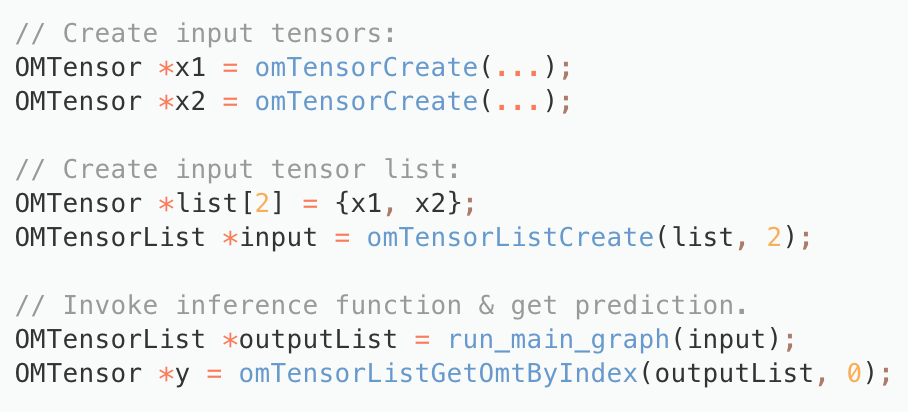 // Create input tensors:
OMTensor *x1 = omTensorCreate(...);
OMTensor *x2 = omTensorCreate(...);

// Create input tensor list:
OMTensor *list[2] = {x1, x2};
OMTensorList *input = omTensorListCreate(list, 2);

// Invoke inference function & get prediction.
OMTensorList *outputList = run_main_graph(input);
OMTensor *y = omTensorListGetOmtByIndex(outputList, 0);